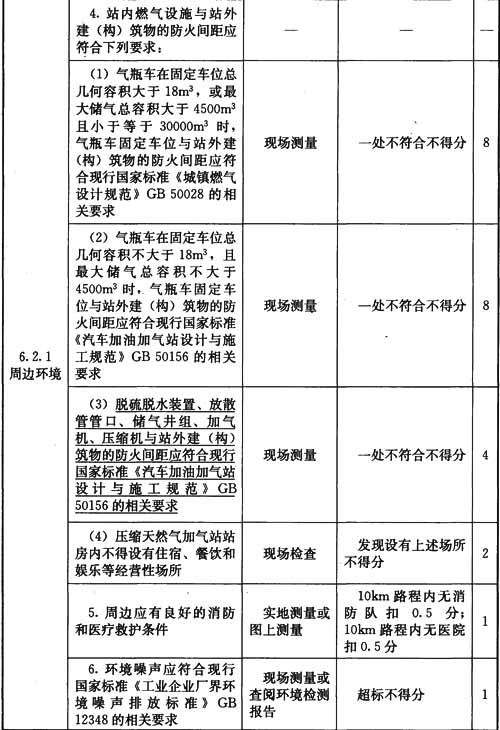 4. 站内燃气设施与站外
建（构）筑物的防火间距应
符合下列要求：
—
—
—
6.2.1
周边环境
（1）气瓶车在固定车位总
几何容积大于 18m³，或最
大储气总容积大于 4500m³
且小于等于 30000m³ 时，
气瓶车固定车位与站外建
（构）筑物的防火间距应符
合现行国家标准《城镇燃气
设计规范》GB 50028 的相
关要求
现场测量
一处不符合不得分
8
（2）气瓶车在固定车位总
几何容积不大于 18m³，且
最大储气总容积不大于
4500m³ 时，气瓶车固定车
位与站外建（构）筑物的防
火间距应符合现行国家标准
《汽车加油加气站设计与施
工规范》GB 50156 的相关
要求
现场测量
一处不符合不得分
8
（3）脱硫脱水装置、放散
管管口、储气井组、加气
机、压缩机与站外建（构）
筑物的防火间距应符合现行
国家标准《汽车加油加气站
设计与施工规范》GB
50156 的相关要求
现场测量
一处不符合不得分
4
（4）压缩天然气加气站站
房内不得设有住宿、餐饮和
娱乐等经营性场所
现场检查
发现设有上述场所
不得分
2
5. 周边应有良好的消防
和医疗救护条件
实地测量或
图上测量
10km 路程内无消
防队扣 0.5 分；
10km 路程内无医院
扣 0.5 分
1
6. 环境噪声应符合现行
国家标准《工业企业厂界环
境噪声排放标准》GB
12348 的相关要求
现场测量或
查阅环境检测
报告
超标不得分
1